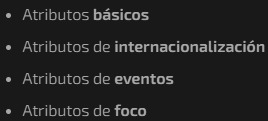 Atributos básicos
Atributos de internacionalización
Atributos de eventos
Atributos de foco